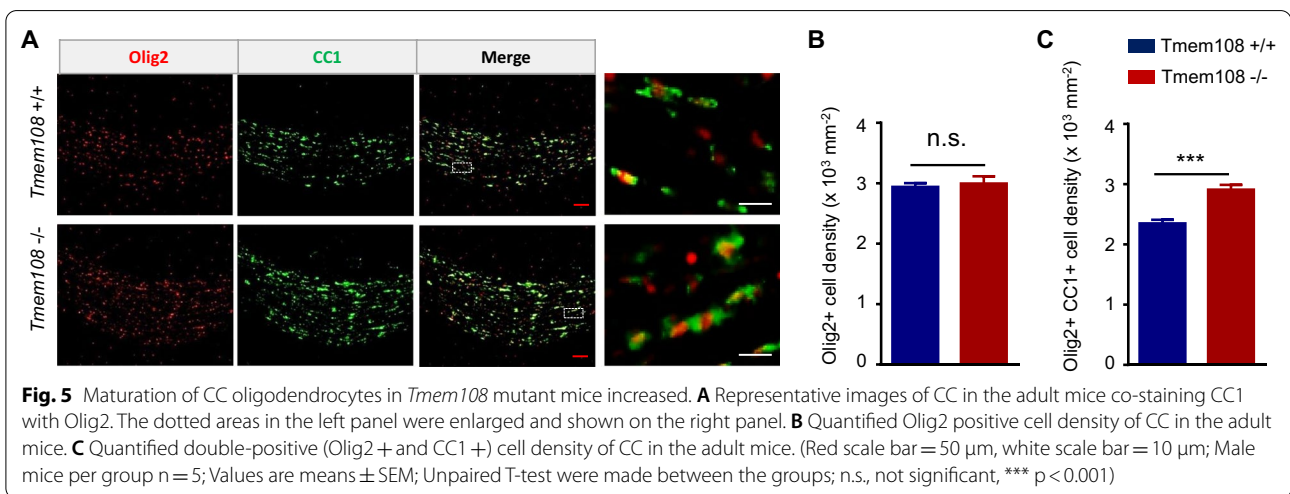 A
Olig2 CC1 Merge
Tmem108 +/+
Tmem108 -/-
B
Olig2+ cell density (x 10³ mm⁻²)
4
3
2
1
0
n.s.
C
Tmem108 +/+
Tmem108 -/-
Olig2+ CC1+ cell density (x 10³ mm⁻²)
4
3
2
1
0
***
Fig. 5 Maturation of CC oligodendrocytes in Tmem108 mutant mice increased. A Representative images of CC in the adult mice co-staining CC1
with Olig2. The dotted areas in the left panel were enlarged and shown on the right panel. B Quantified Olig2 positive cell density of CC in the adult
mice. C Quantified double-positive (Olig2 + and CC1 +) cell density of CC in the adult mice. (Red scale bar = 50 μm, white scale bar = 10 μm; Male
mice per group n = 5; Values are means ± SEM; Unpaired T-test were made between the groups; n.s., not significant, *** p < 0.001)